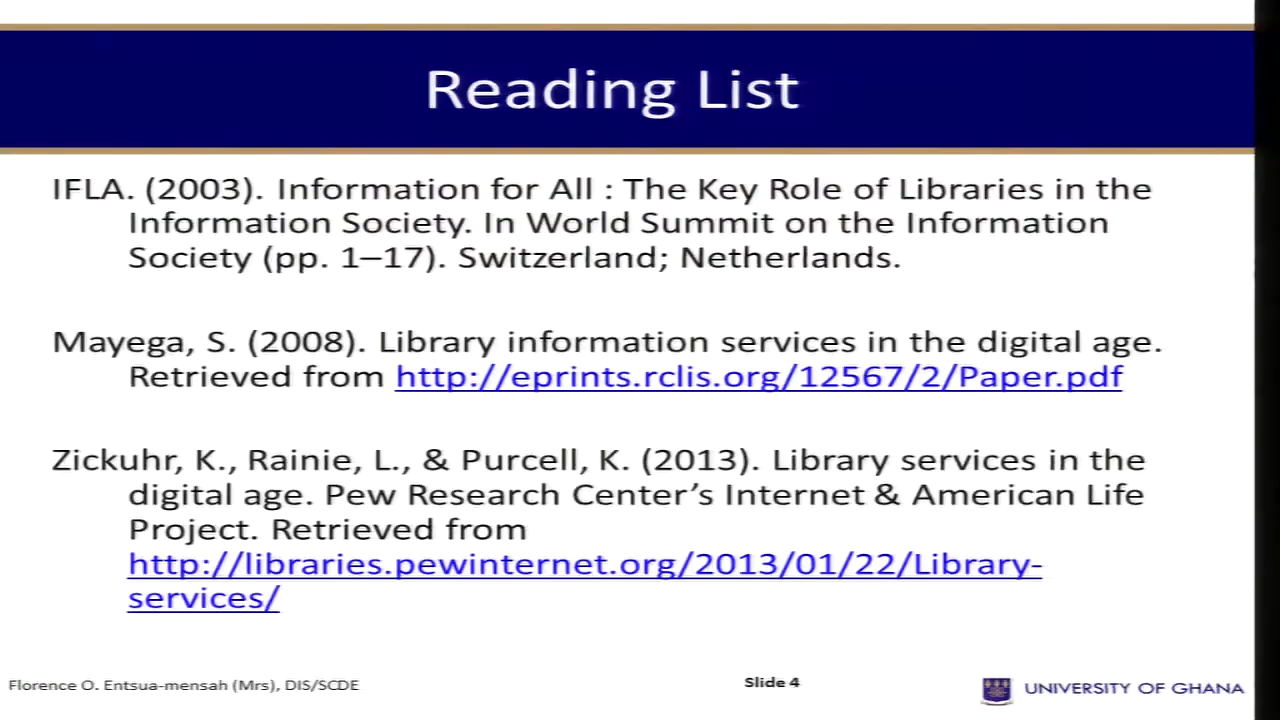 Reading List
IFLA. (2003). Information for All : The Key Role of Libraries in the
Information Society. In World Summit on the Information
Society (pp. 1–17). Switzerland; Netherlands.
Mayega, S. (2008). Library information services in the digital age.
Retrieved from http://eprints.rclis.org/12567/2/Paper.pdf
Zickuhr, K., Rainie, L., & Purcell, K. (2013). Library services in the
digital age. Pew Research Center’s Internet & American Life
Project. Retrieved from
http://libraries.pewinternet.org/2013/01/22/Library-
services/
Florence O. Entsua-mensah (Mrs), DIS/SCDE
Slide 4
UNIVERSITY OF GHANA